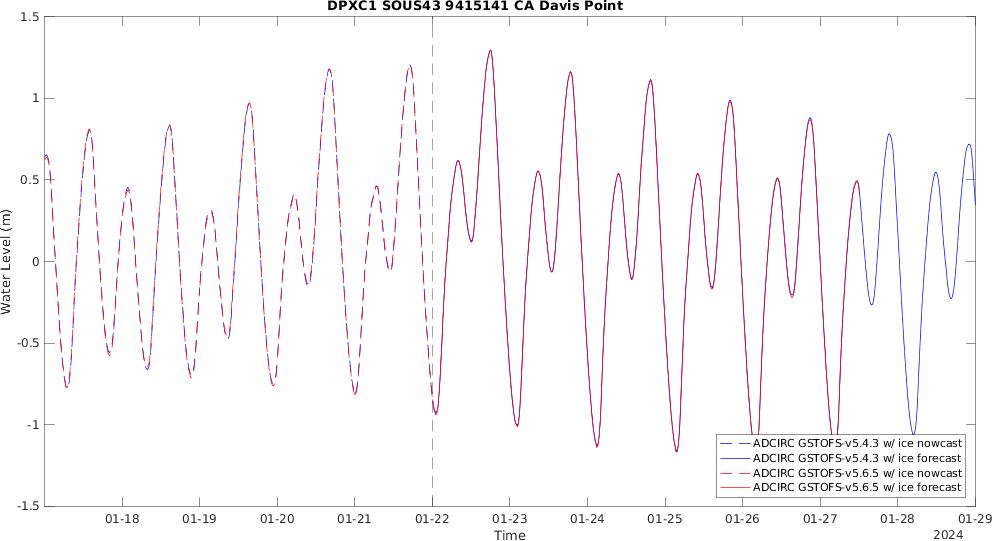 DPXC1 SOUS43 9415141 CA Davis Point
1.5
1
0.5
0
-0.5
-1
-1.5
Water Level (m)
01-18 01-19 01-20 01-21 01-22 01-23 01-24 01-25 01-26 01-27 01-28 01-29
Time
2024
ADCIRC GSTOFS-v5.4.3 w/ ice nowcast
ADCIRC GSTOFS-v5.4.3 w/ ice forecast
ADCIRC GSTOFS-v5.6.5 w/ ice nowcast
ADCIRC GSTOFS-v5.6.5 w/ ice forecast